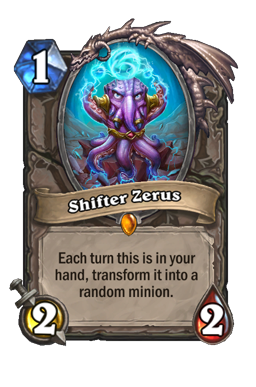 1
Shifter Zerus
Each turn this is in your
hand, transform it into a
random minion.
2 2